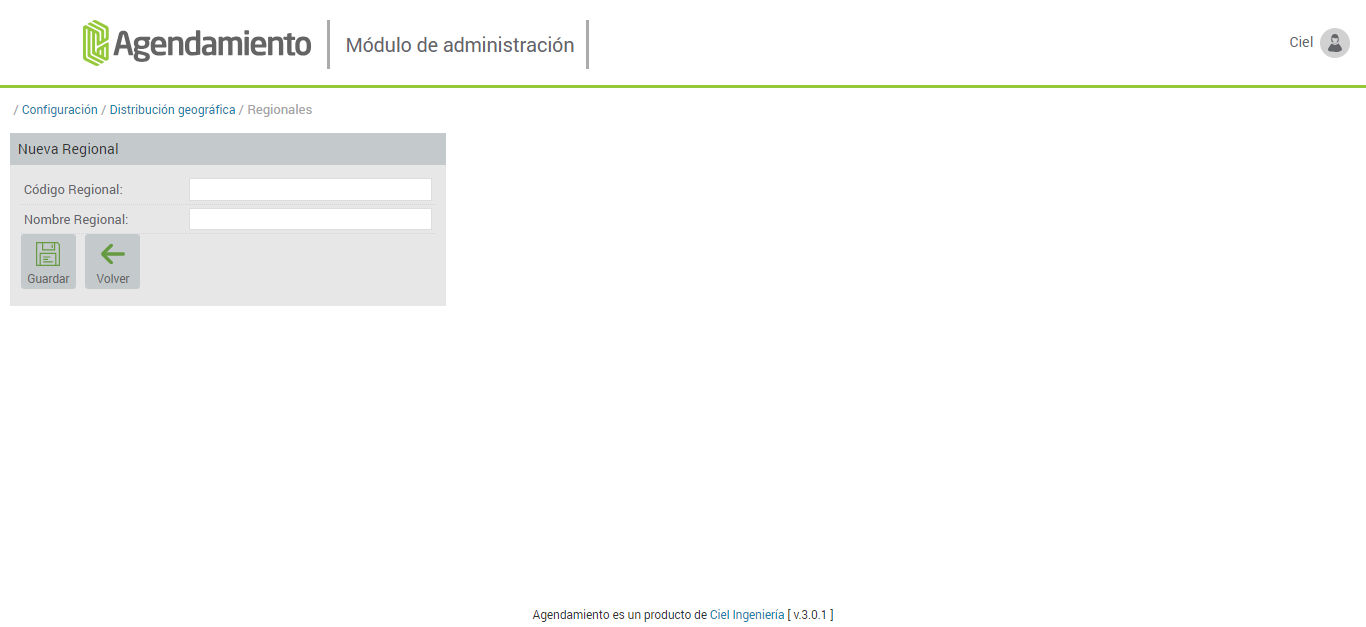 Agendamiento
Módulo de administración
Ciel
/ Configuración / Distribución geográfica / Regionales
Nueva Regional
Código Regional:
Nombre Regional:
Guardar Volver
Agendamiento es un producto de Ciel Ingeniería [ v.3.0.1 ]